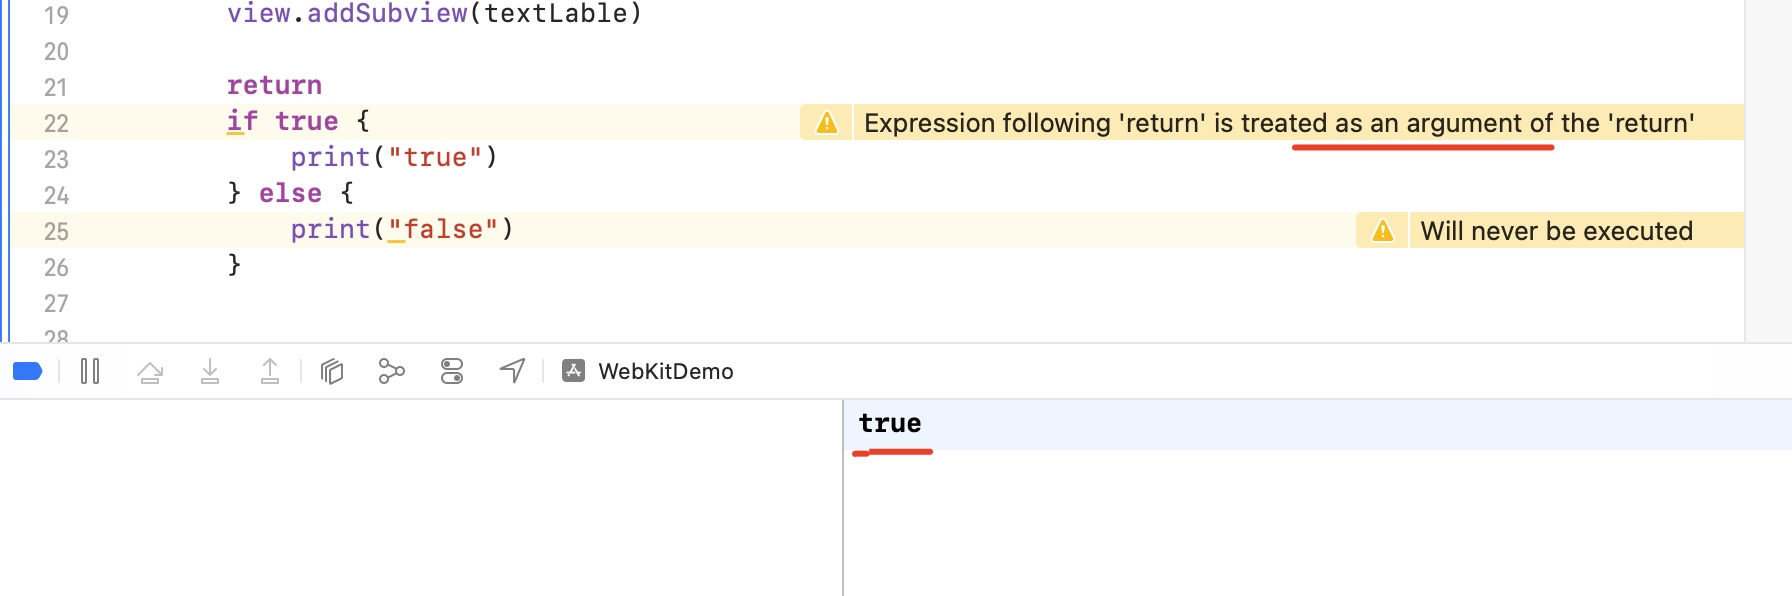 19 view.addSubview(textLable)
20
21 return
22 if true { Expression following 'return' is treated as an argument of the 'return'
23 print("true")
24 } else {
25 print("false") Will never be executed
26 }
27
28
WebKitDemo
true